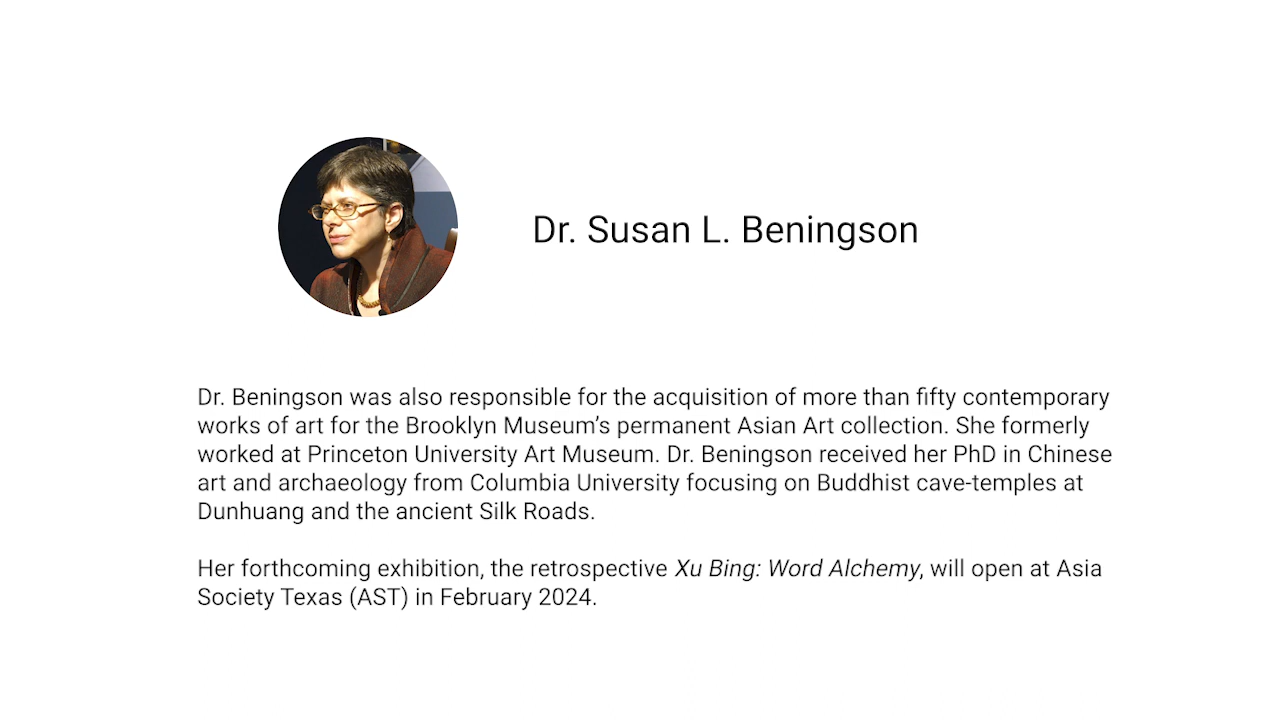 Dr. Susan L. Beningson
Dr. Beningson was also responsible for the acquisition of more than fifty contemporary
works of art for the Brooklyn Museum’s permanent Asian Art collection. She formerly
worked at Princeton University Art Museum. Dr. Beningson received her PhD in Chinese
art and archaeology from Columbia University focusing on Buddhist cave-temples at
Dunhuang and the ancient Silk Roads.
Her forthcoming exhibition, the retrospective Xu Bing: Word Alchemy, will open at Asia
Society Texas (AST) in February 2024.